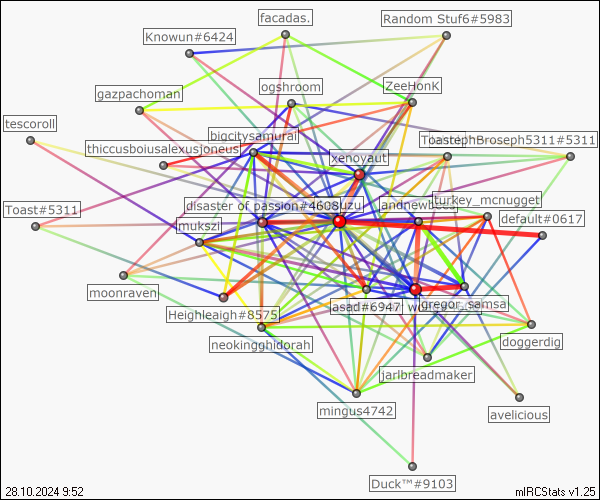 facadas.
Random Stuf6#5983
Knowun#6424
ZeeHonK
ogshroom
gazpachoman
tescoroll
bigcitysamurai
ToastephBroseph5311#5311
thiccusboiusalexusjoneus
xenoyaut
turkey_mcnugget
disaster of passion#4608
Toast#5311
default#0617
mukszi
moonraven
gregor_samsa
Heighleaigh#8575
asad#6947
neokingghidorah
doggerdig
jarlbreadmaker
mingus4742
avelicious
Duck™#9103
28.10.2024 9:52
mIRCStats v1.25